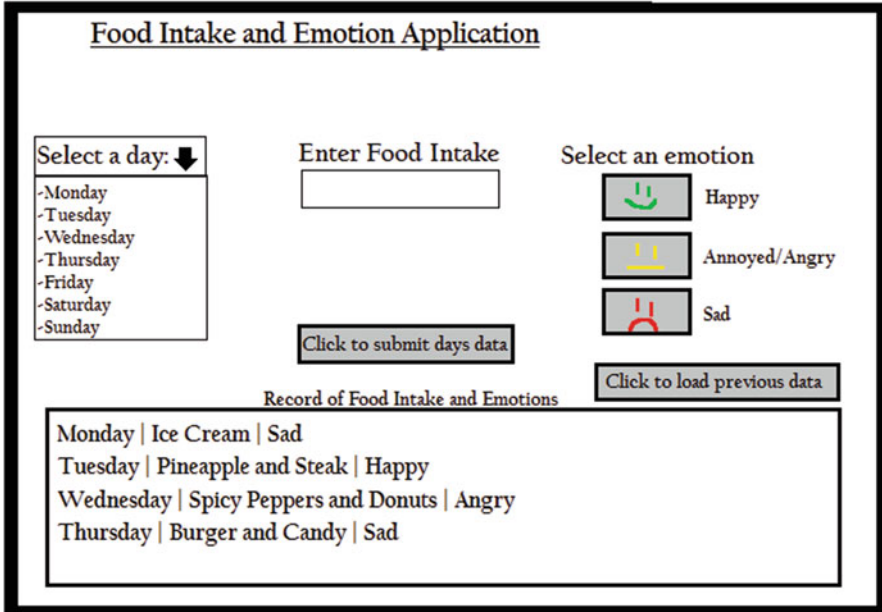 Food Intake and Emotion Application
Select a day:
-Monday
-Tuesday
-Wednesday
-Thursday
-Friday
-Saturday
-Sunday
Enter Food Intake
Click to submit days data
Select an emotion
Happy
Annoyed/Angry
Sad
Click to load previous data
Record of Food Intake and Emotions
Monday | Ice Cream | Sad
Tuesday | Pineapple and Steak | Happy
Wednesday | Spicy Peppers and Donuts | Angry
Thursday | Burger and Candy | Sad